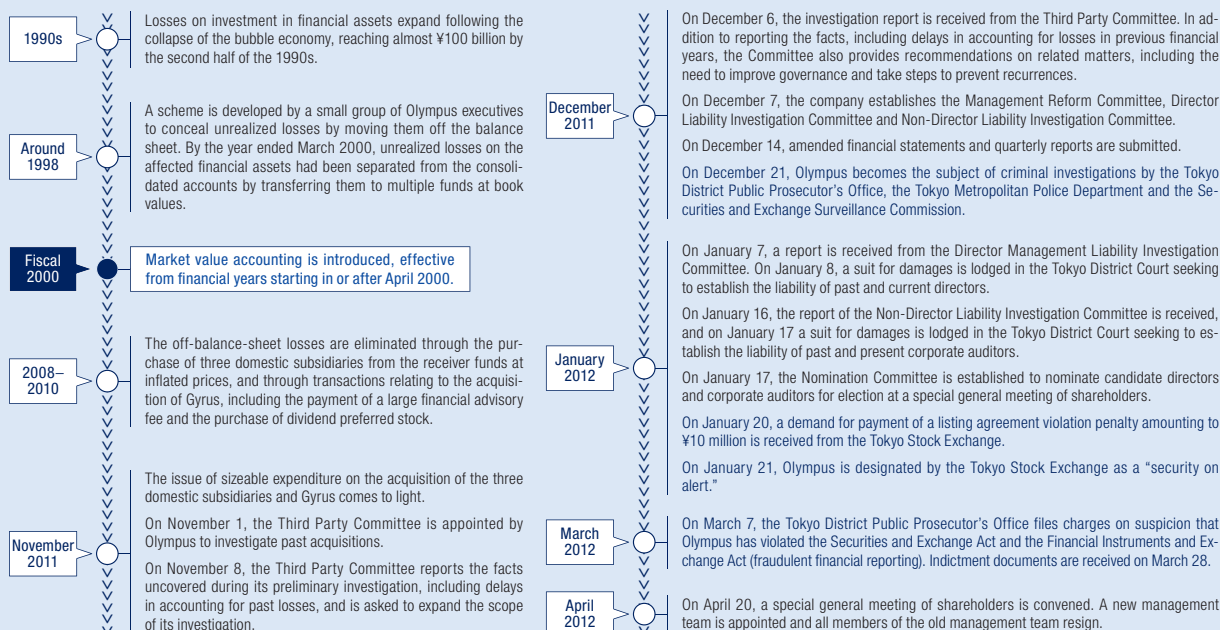 1990s
Losses on investment in financial assets expand following the
collapse of the bubble economy, reaching almost ¥100 billion by
the second half of the 1990s.
Around
1998
A scheme is developed by a small group of Olympus executives
to conceal unrealized losses by moving them off the balance
sheet. By the year ended March 2000, unrealized losses on the
affected financial assets had been separated from the consoli-
dated accounts by transferring them to multiple funds at book
values.
Fiscal
2000
Market value accounting is introduced, effective
from financial years starting in or after April 2000.
2008–
2010
The off-balance-sheet losses are eliminated through the pur-
chase of three domestic subsidiaries from the receiver funds at
inflated prices, and through transactions relating to the acquisi-
tion of Gyrus, including the payment of a large financial advisory
fee and the purchase of dividend preferred stock.
November
2011
The issue of sizeable expenditure on the acquisition of the three
domestic subsidiaries and Gyrus comes to light.
On November 1, the Third Party Committee is appointed by
Olympus to investigate past acquisitions.
On November 8, the Third Party Committee reports the facts
uncovered during its preliminary investigation, including delays
in accounting for past losses, and is asked to expand the scope
of its investigation.
December
2011
On December 6, the investigation report is received from the Third Party Committee. In ad-
dition to reporting the facts, including delays in accounting for losses in previous financial
years, the Committee also provides recommendations on related matters, including the
need to improve governance and take steps to prevent recurrences.
On December 7, the company establishes the Management Reform Committee, Director
Liability Investigation Committee and Non-Director Liability Investigation Committee.
On December 14, amended financial statements and quarterly reports are submitted.
On December 21, Olympus becomes the subject of criminal investigations by the Tokyo
District Public Prosecutor's Office, the Tokyo Metropolitan Police Department and the Se-
curities and Exchange Surveillance Commission.
January
2012
On January 7, a report is received from the Director Management Liability Investigation
Committee. On January 8, a suit for damages is lodged in the Tokyo District Court seeking
to establish the liability of past and current directors.
On January 16, the report of the Non-Director Liability Investigation Committee is received,
and on January 17 a suit for damages is lodged in the Tokyo District Court seeking to es-
tablish the liability of past and present corporate auditors.
On January 17, the Nomination Committee is established to nominate candidate directors
and corporate auditors for election at a special general meeting of shareholders.
On January 20, a demand for payment of a listing agreement violation penalty amounting to
¥10 million is received from the Tokyo Stock Exchange.
On January 21, Olympus is designated by the Tokyo Stock Exchange as a “security on
alert.”
March
2012
On March 7, the Tokyo District Public Prosecutor's Office files charges on suspicion that
Olympus has violated the Securities and Exchange Act and the Financial Instruments and Ex-
change Act (fraudulent financial reporting). Indictment documents are received on March 28.
April
2012
On April 20, a special general meeting of shareholders is convened. A new management
team is appointed and all members of the old management team resign.